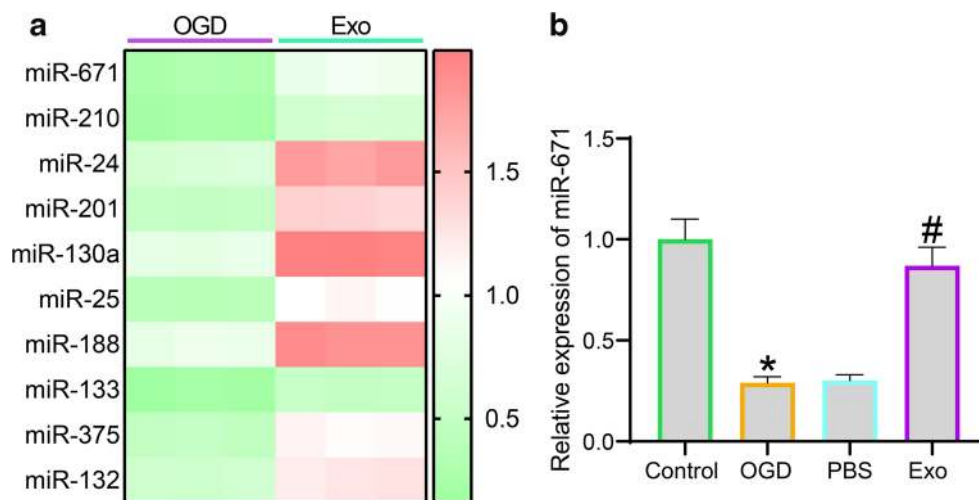 a
OGD Exo
miR-671
miR-210
miR-24
miR-201
miR-130a
miR-25
miR-188
miR-133
miR-375
miR-132
1.5
1.0
0.5
b
Relative expression of miR-671
1.5
1.0
0.5
0.0
* #
Control OGD PBS Exo